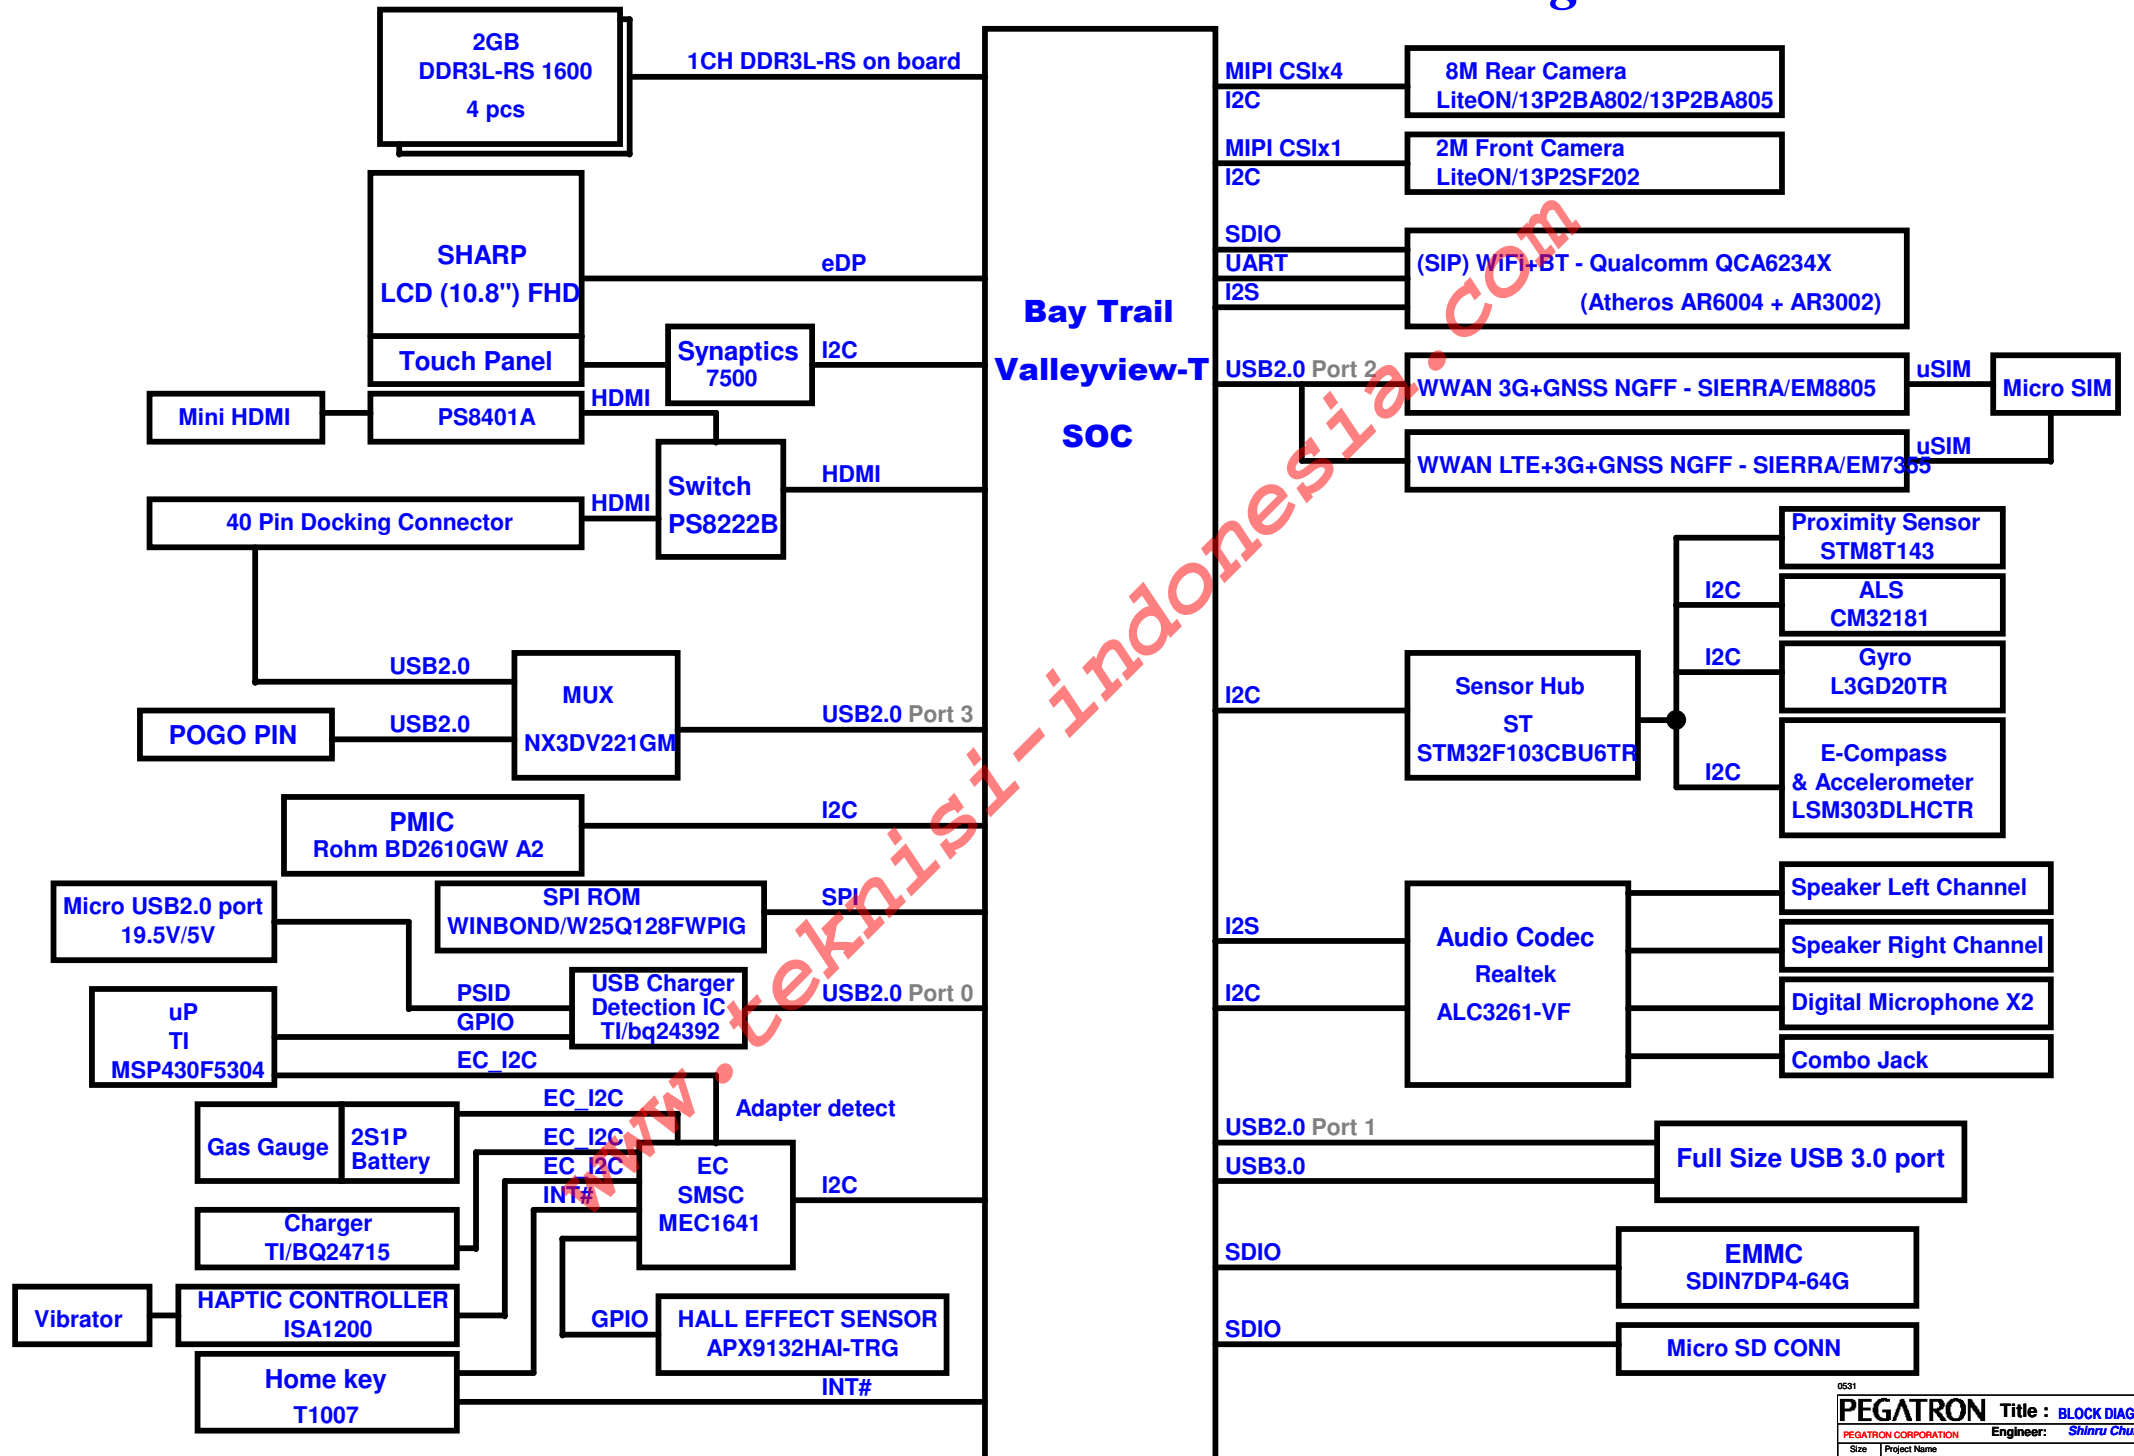 2GB
DDR3L-RS 1600
4 pcs
1CH DDR3L-RS on board
SHARP
LCD (10.8") FHD
eDP
Touch Panel
Synaptics
7500
I2C
Mini HDMI
PS8401A
HDMI
Switch
PS8222B
HDMI
HDMI
40 Pin Docking Connector
USB2.0
MUX
NX3DV221GM
USB2.0 Port 3
POGO PIN
USB2.0
PMIC
Rohm BD2610GW A2
I2C
Micro USB2.0 port
19.5V/5V
SPI ROM
WINBOND/W25Q128FWPIG
SPI
PSID
GPIO
USB Charger
Detection IC
TI/bq24392
USB2.0 Port 0
uP
TI
MSP430F5304
EC_I2C
Adapter detect
Gas Gauge
2S1P
Battery
EC_I2C
EC_I2C
EC_I2C
INT#
EC
SMSC
MEC1641
I2C
Charger
TI/BQ24715
Vibrator
HAPTIC CONTROLLER
ISA1200
GPIO
HALL EFFECT SENSOR
APX9132HAI-TRG
Home key
T1007
INT#
Bay Trail
Valleyview-T
SOC
MIPI CSIx4
I2C
8M Rear Camera
LiteON/13P2BA802/13P2BA805
MIPI CSIx1
I2C
2M Front Camera
LiteON/13P2SF202
SDIO
UART
I2S
(SIP) WiFi+BT - Qualcomm QCA6234X
(Atheros AR6004 + AR3002)
USB2.0 Port 2
WWAN 3G+GNSS NGFF - SIERRA/EM8805
uSIM
Micro SIM
WWAN LTE+3G+GNSS NGFF - SIERRA/EM7355
uSIM
Proximity Sensor
STM8T143
I2C
ALS
CM32181
I2C
Gyro
L3GD20TR
I2C
E-Compass
& Accelerometer
LSM303DLHCTR
I2C
Sensor Hub
ST
STM32F103CBU6TR
I2S
I2C
Audio Codec
Realtek
ALC3261-VF
Speaker Left Channel
Speaker Right Channel
Digital Microphone X2
Combo Jack
USB2.0 Port 1
USB3.0
Full Size USB 3.0 port
SDIO
EMMC
SDIN7DP4-64G
SDIO
Micro SD CONN
www.teknisi-indonesia.com
0531
PEGATRON Title : BLOCK DIAG
PEGATRON CORPORATION Engineer: Shinru Chu
Size Project Name